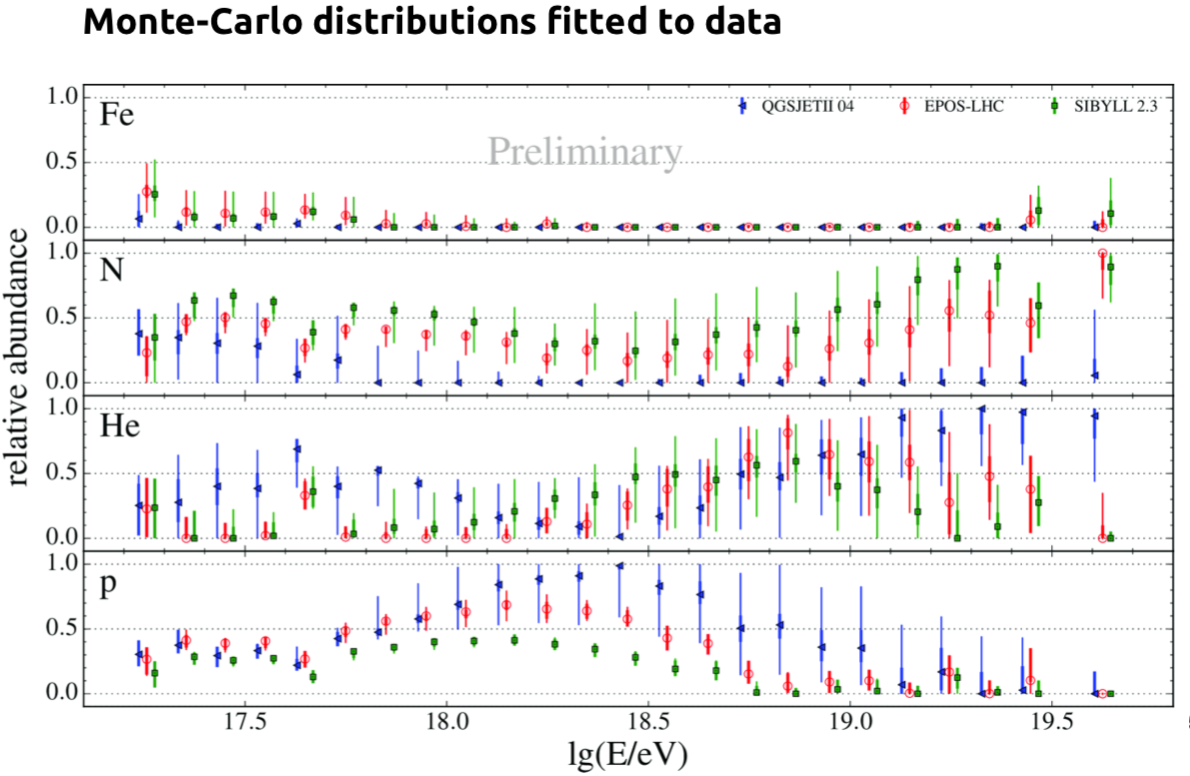 Monte-Carlo distributions fitted to data
1.0
Fe
QGSJETII 04
EPOS-LHC
SIBYLL 2.3
Preliminary
0.5
0.0
1.0
N
0.5
0.0
1.0
He
0.5
0.0
1.0
p
0.5
0.0
relative abundance
17.5 18.0 18.5 19.0 19.5
lg(E/eV)